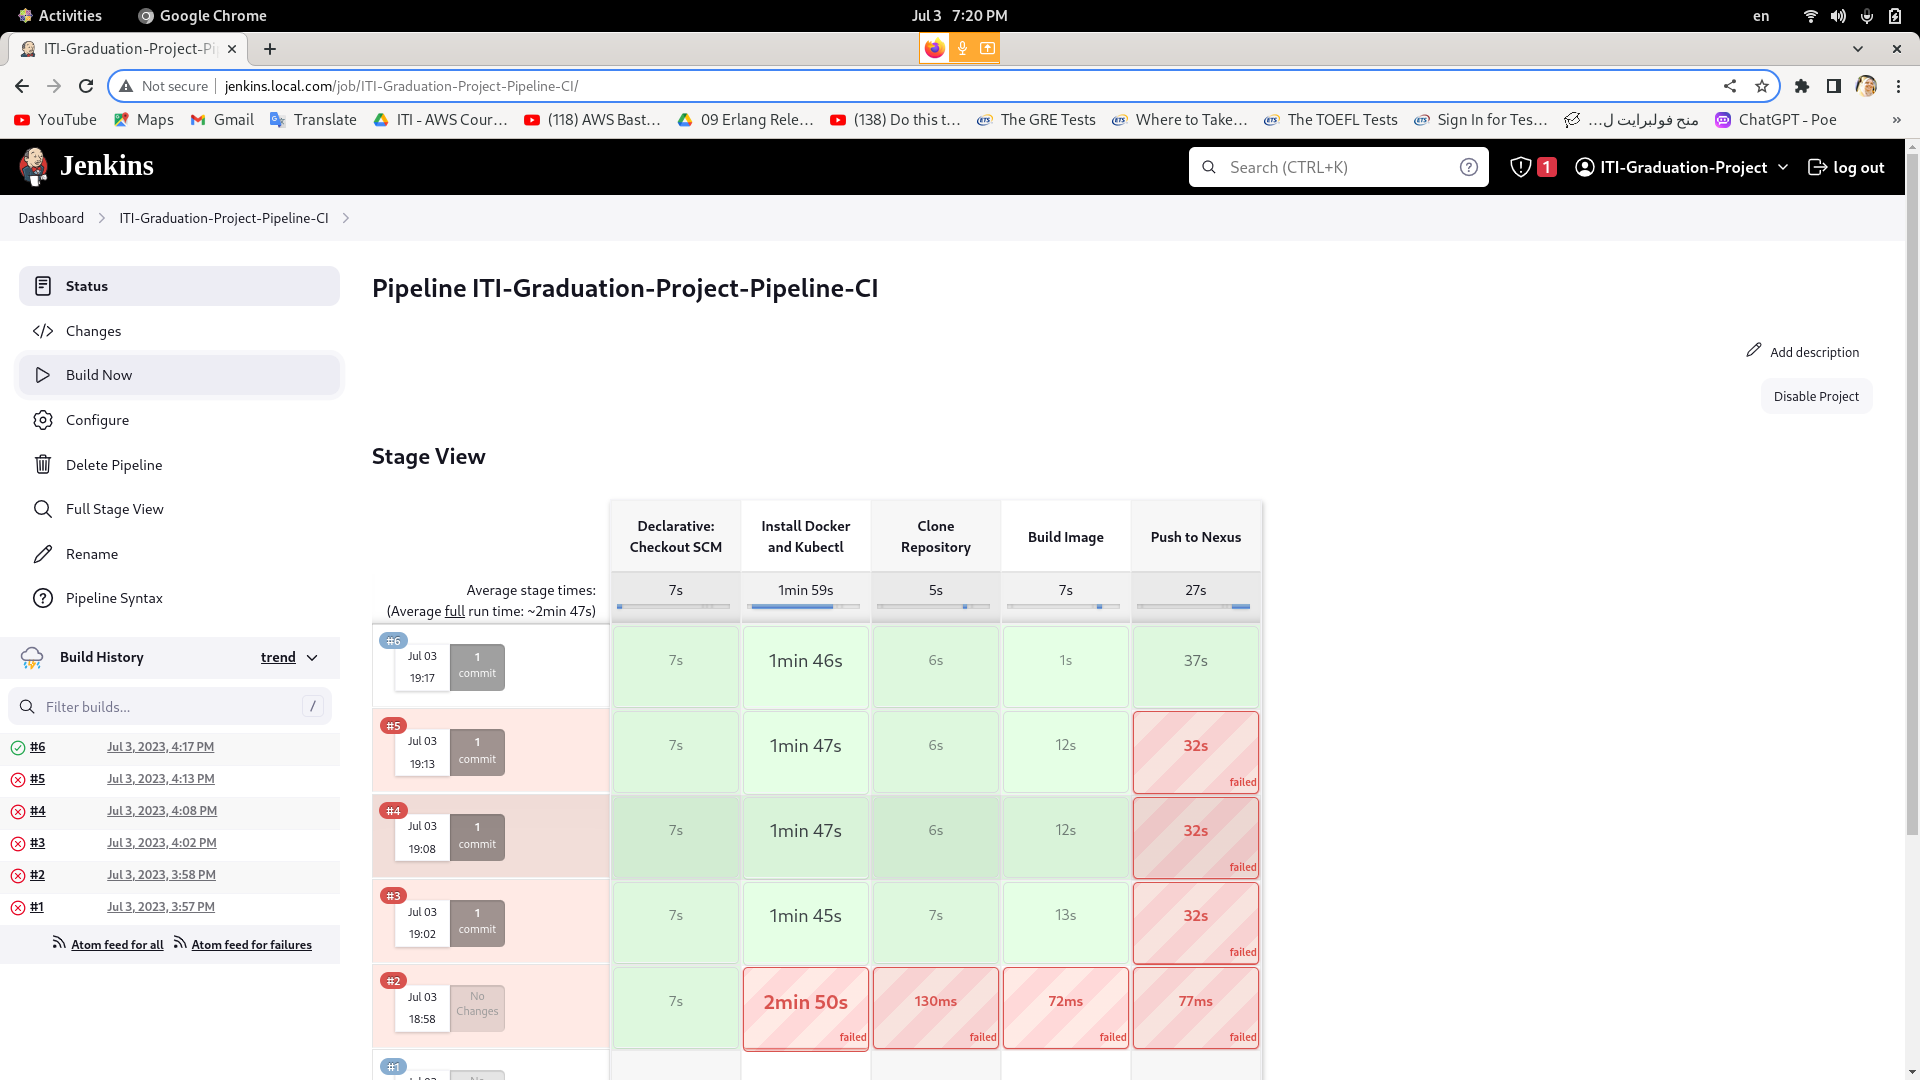 Activities
Google Chrome
Jul 3 7:20 PM
en
ITI-Graduation-Project-Pi
Not secure
jenkins.local.com/job/ITI-Graduation-Project-Pipeline-CI/
YouTube
Maps
Gmail
Translate
ITI - AWS Cour...
(118) AWS Bast...
09 Erlang Rele...
(138) Do this t...
The GRE Tests
Where to Take...
The TOEFL Tests
Sign In for Tes...
منح فولبرايت ل...
ChatGPT - Poe
»
Jenkins
Search (CTRL+K)
?
1
ITI-Graduation-Project
log out
Dashboard
ITI-Graduation-Project-Pipeline-CI
Status
Changes
Build Now
Configure
Delete Pipeline
Full Stage View
Rename
Pipeline Syntax
Build History
trend
Filter builds...
/
#6 Jul 3, 2023, 4:17 PM
#5 Jul 3, 2023, 4:13 PM
#4 Jul 3, 2023, 4:08 PM
#3 Jul 3, 2023, 4:02 PM
#2 Jul 3, 2023, 3:58 PM
#1 Jul 3, 2023, 3:57 PM
Atom feed for all
Atom feed for failures
Pipeline ITI-Graduation-Project-Pipeline-CI
Add description
Disable Project
Stage View
Declarative:
Checkout SCM
Install Docker
and Kubectl
Clone
Repository
Build Image
Push to Nexus
Average stage times:
(Average full run time: ~2min 47s)
7s
1min 59s
5s
7s
27s
#6
Jul 03
19:17
1
commit
7s
1min 46s
6s
1s
37s
#5
Jul 03
19:13
1
commit
7s
1min 47s
6s
12s
32s
failed
#4
Jul 03
19:08
1
commit
7s
1min 47s
6s
12s
32s
failed
#3
Jul 03
19:02
1
commit
7s
1min 45s
7s
13s
32s
failed
#2
Jul 03
18:58
No
Changes
7s
2min 50s
failed
130ms
failed
72ms
failed
77ms
failed
#1